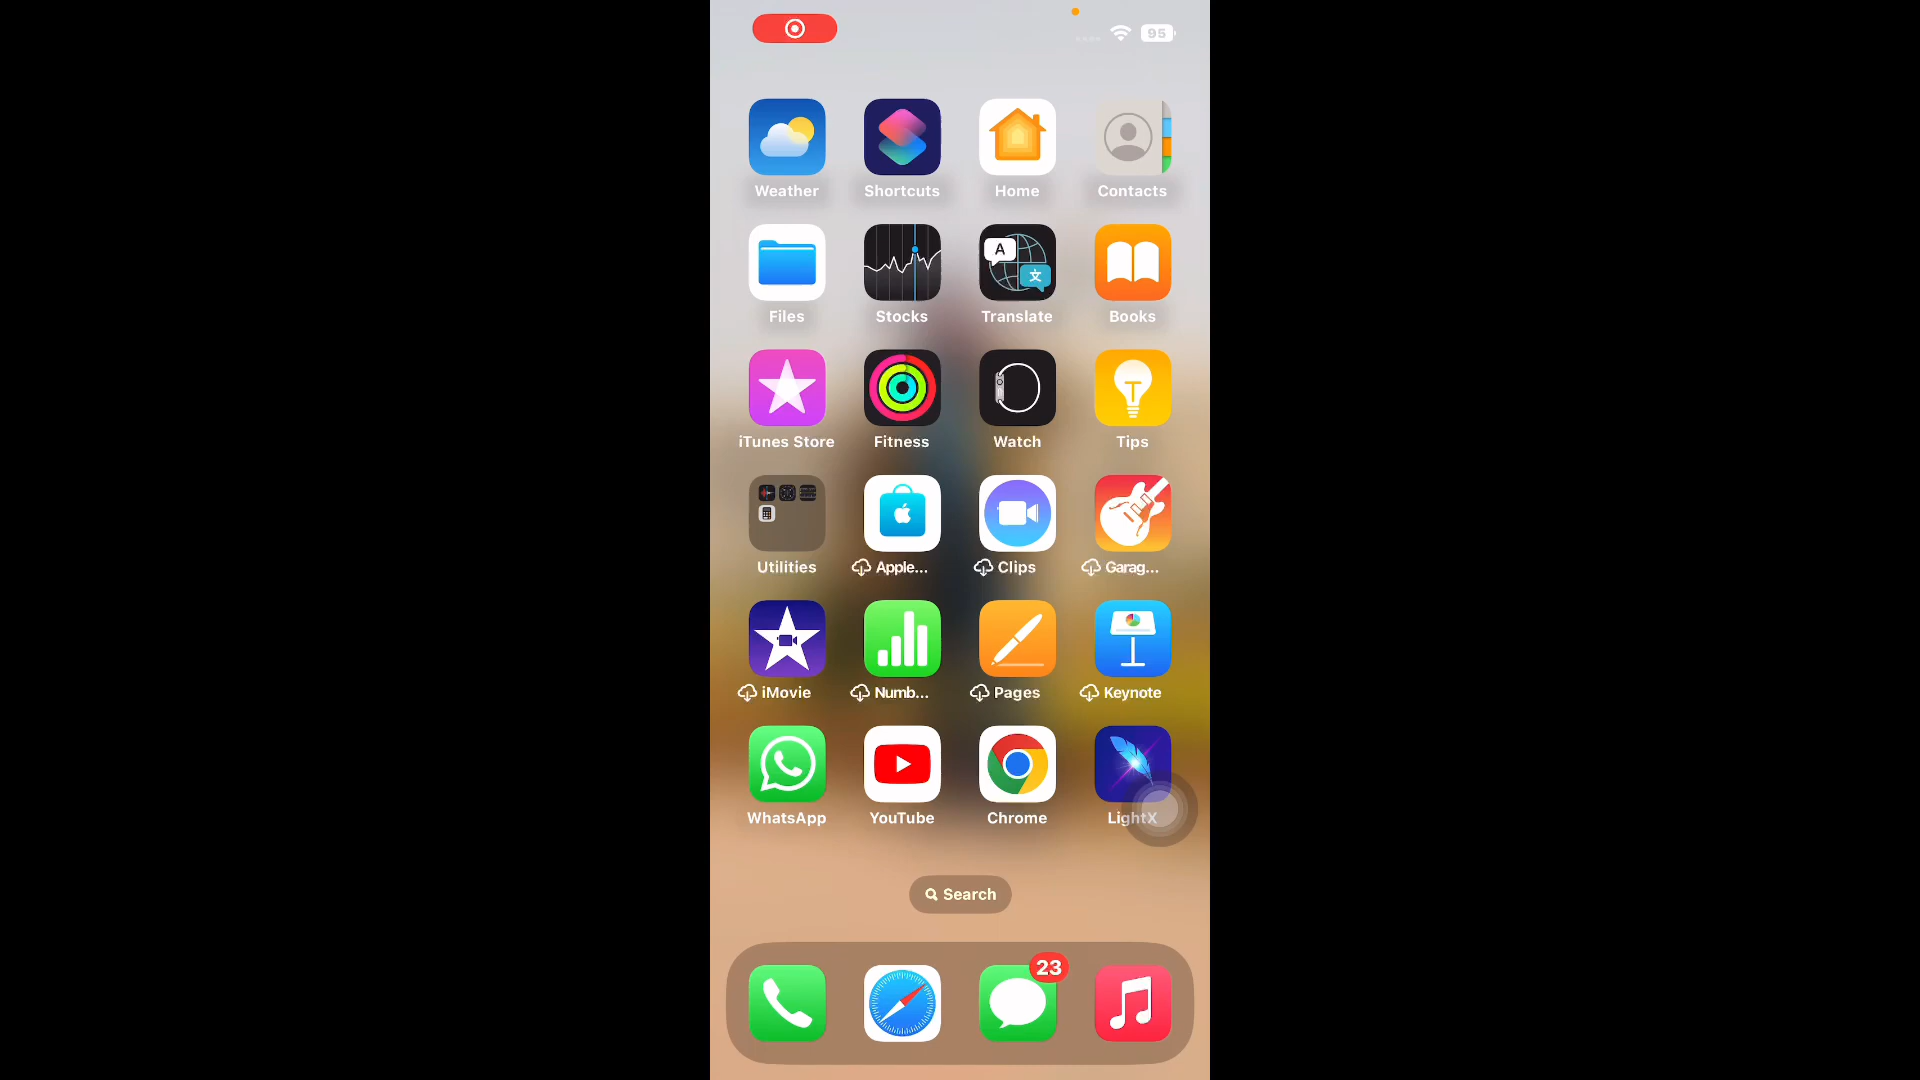 95
Weather Shortcuts Home Contacts
A 文
Files Stocks Translate Books
iTunes Store Fitness Watch Tips
Utilities Apple... Clips Garag...
iMovie Numb... Pages Keynote
WhatsApp YouTube Chrome LightX
Search
23